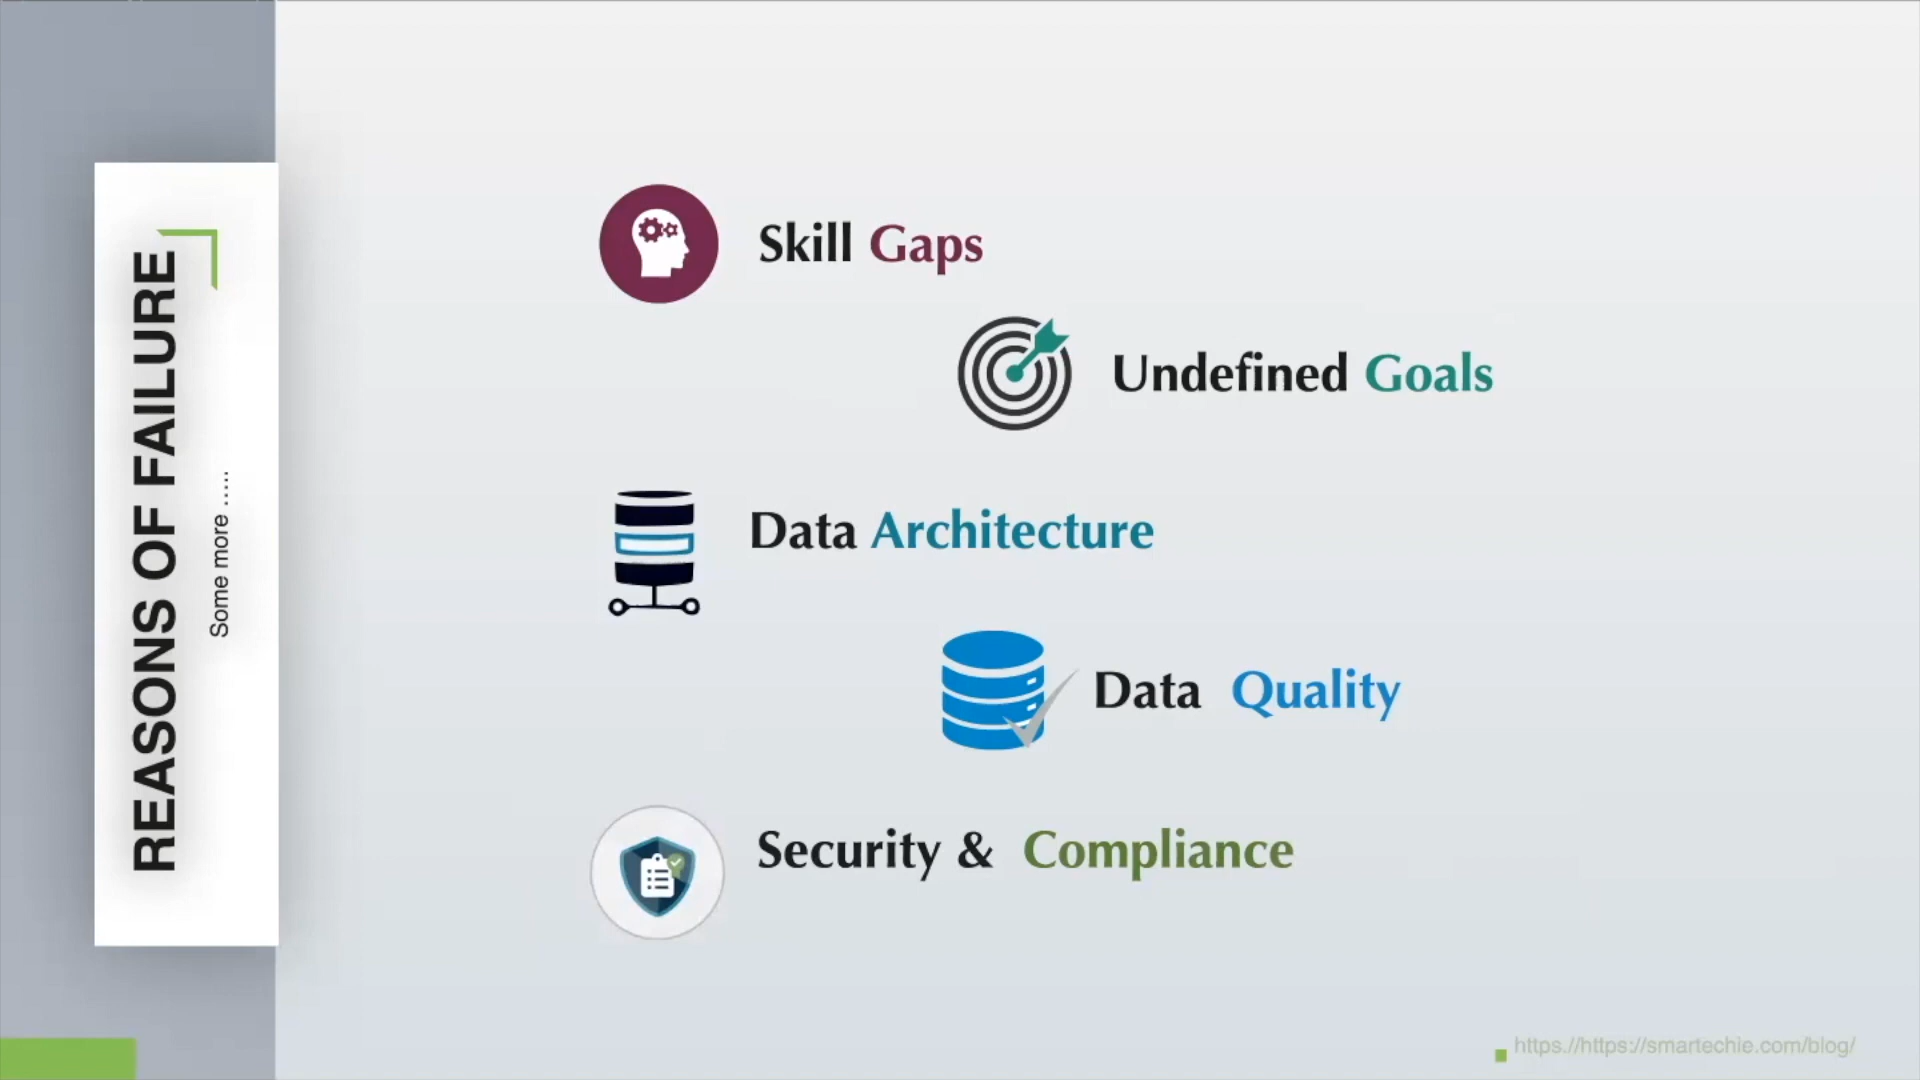 REASONS OF FAILURE
Some more .....
Skill Gaps
Undefined Goals
Data Architecture
Data Quality
Security & Compliance
https.//https://smartechie.com/blog/